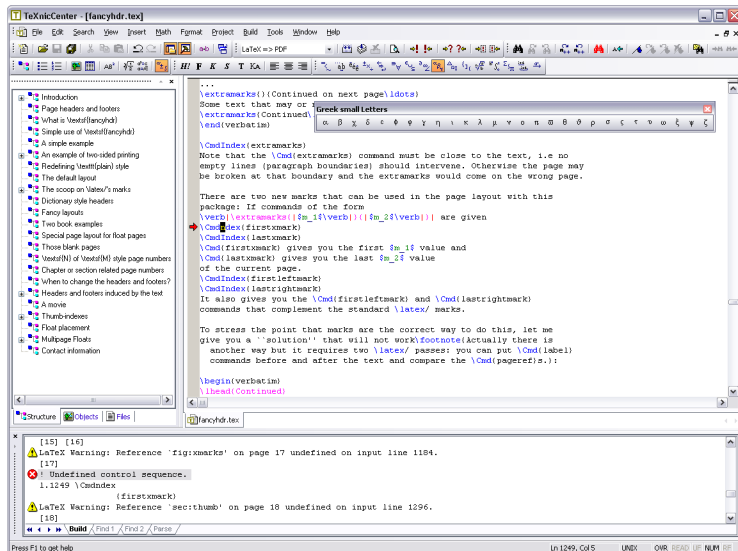 TeXnicCenter - [fancyhdr.tex]
File Edit Search View Insert Math Format Project Build Tools Window Help
LaTeX => PDF
H! F K S T KA
Introduction
Page headers and footers
What is \textsf{fancyhdr}
Simple use of \textsf{fancyhdr}
A simple example
An example of two-sided printing
Redefining \texttt{plain} style
The default layout
The scoop on \latex/'s marks
Dictionary style headers
Fancy layouts
Two book examples
Special page layout for float pages
Those blank pages
\textsf{N} of \textsf{M} style page numbers
Chapter or section related page numbers
When to change the headers and footers?
Headers and footers induced by the text
A movie
Thumb-indexes
Float placement
Multipage Floats
Contact information
Structure Objects Files
...
\extramarks{}{Continued on next page\ldots}
Some text that may or
\extramarks{Continued\
\end{verbatim}
Greek small Letters
α β χ δ ε ϵ φ γ η ι κ λ μ ν ο π ϖ θ ϑ ρ σ ς τ υ ω ξ ψ ζ
\CmdIndex{extramarks}
Note that the \Cmd{extramarks} command must be close to the text, i.e no
empty lines (paragraph boundaries) should intervene. Otherwise the page may
be broken at that boundary and the extramarks would come on the wrong page.
There are two new marks that can be used in the page layout with this
package: If commands of the form
\verb|\extramarks{|$m_1$\verb|}{|$m_2$\verb|}| are given
\Cmdndex{firstxmark}
\CmdIndex{lastxmark}
\Cmd{firstxmark} gives you the first $m_1$ value and
\Cmd{lastxmark} gives you the last $m_2$ value
of the current page.
\CmdIndex{firstleftmark}
\CmdIndex{lastrightmark}
It also gives you the \Cmd{firstleftmark} and \Cmd{lastrightmark}
commands that complement the standard \latex/ marks.
To stress the point that marks are the correct way to do this, let me
give you a ``solution'' that will not work\footnote{Actually there is
another way but it requires two \latex/ passes: you can put \Cmd{label}
commands before and after the text and compare the \Cmd{pageref}s.}:
\begin{verbatim}
\lhead{Continued}
fancyhdr.tex
[15] [16]
LaTeX Warning: Reference `fig:xmarks' on page 17 undefined on input line 1184.
[17]
! Undefined control sequence.
l.1249 \Cmdndex
{firstxmark}
LaTeX Warning: Reference `sec:thumb' on page 18 undefined on input line 1296.
[18]
Build Find 1 Find 2 Parse
Press F1 to get help
Ln 1249, Col 5 UNIX OVR READ LF NUM RF